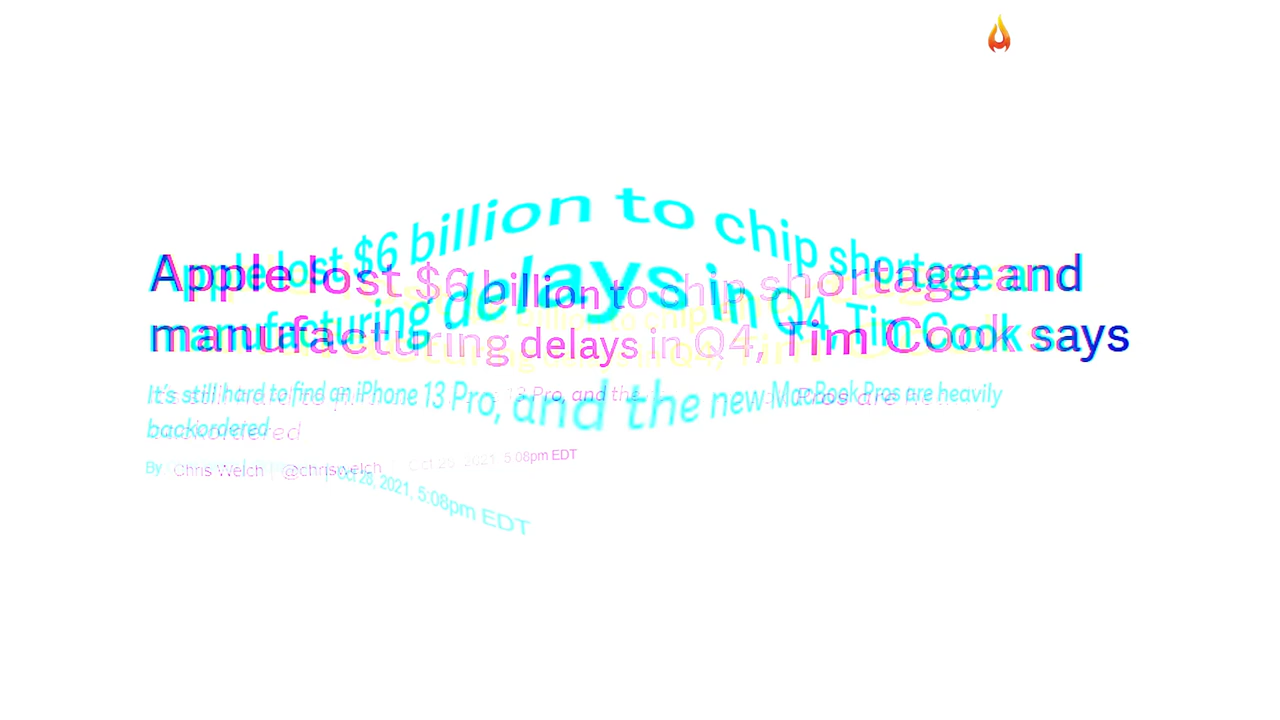 Apple lost $6 billion to chip shortage and
manufacturing delays in Q4, Tim Cook says
It's still hard to find an iPhone 13 Pro, and the new MacBook Pros are heavily
backordered
By Chris Welch | @chriswelch | Oct 28, 2021, 5:08pm EDT